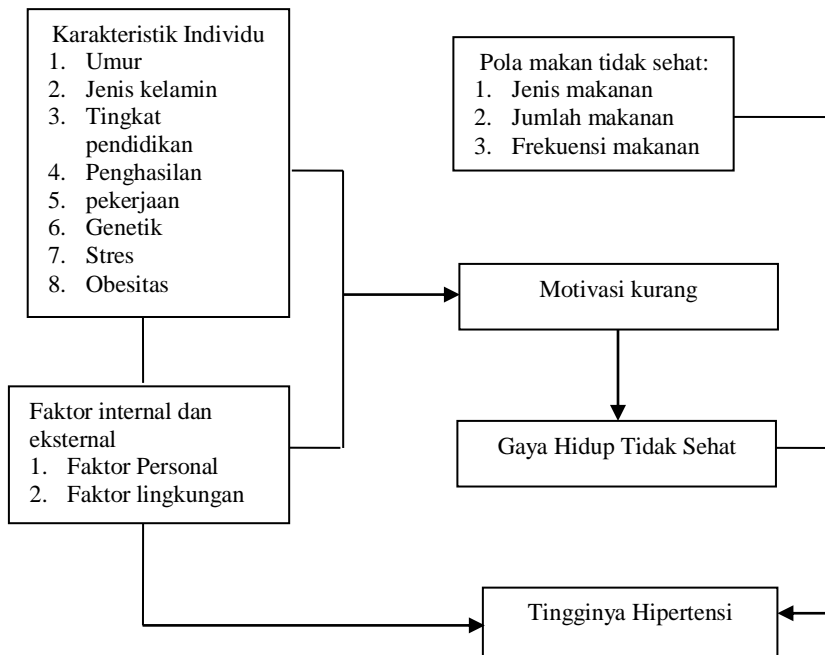 Karakteristik Individu
1. Umur
2. Jenis kelamin
3. Tingkat
pendidikan
4. Penghasilan
5. pekerjaan
6. Genetik
7. Stres
8. Obesitas
Pola makan tidak sehat:
1. Jenis makanan
2. Jumlah makanan
3. Frekuensi makanan
Motivasi kurang
Faktor internal dan
eksternal
1. Faktor Personal
2. Faktor lingkungan
Gaya Hidup Tidak Sehat
Tingginya Hipertensi